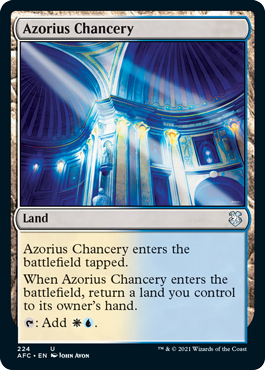 Azorius Chancery
Land
Azorius Chancery enters the
battlefield tapped.
When Azorius Chancery enters the
battlefield, return a land you control
to its owner's hand.
: Add .
224 U
AFC • EN John Avon
™ & © 2021 Wizards of the Coast